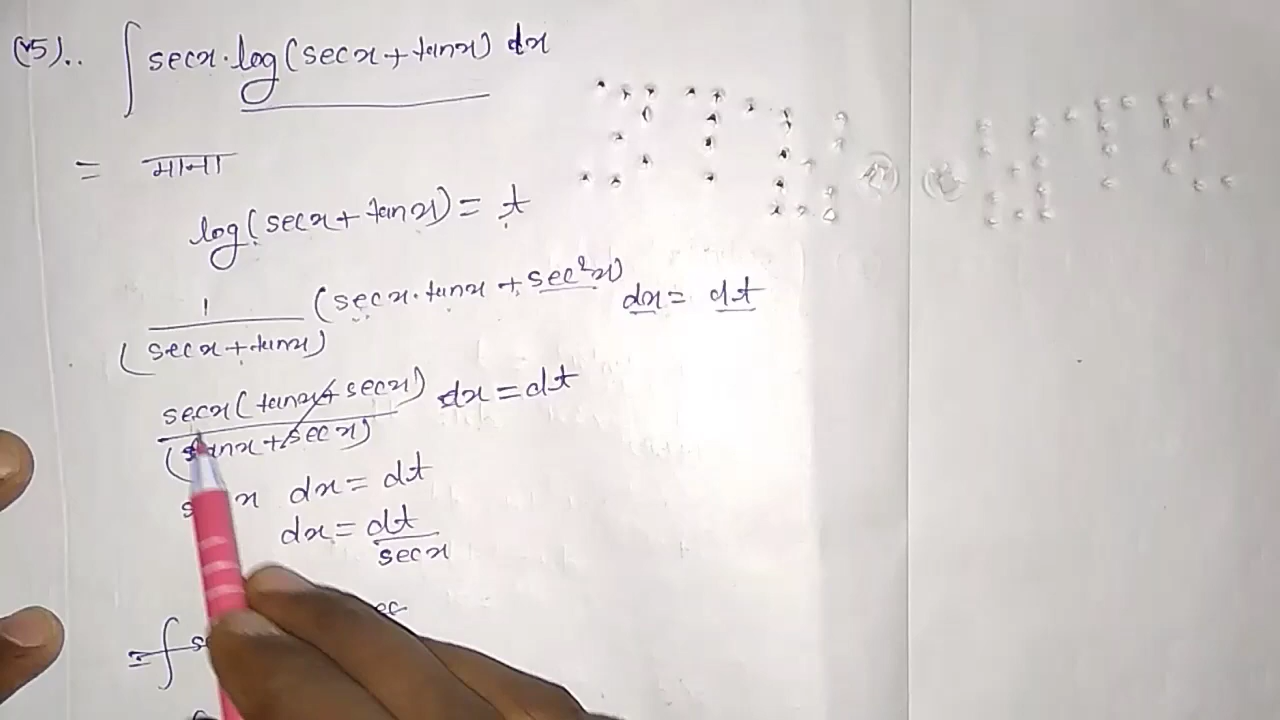 (v5).. ∫ secx·log(secx+tanx) dx
= माना
log(secx+tanx) = t
1/(secx+tanx) (secx·tanx+sec²x) dx = dt
secx(tanx+secx)/(tanx+secx) dx = dt
dx = dt
dx = dt/secx
= ∫